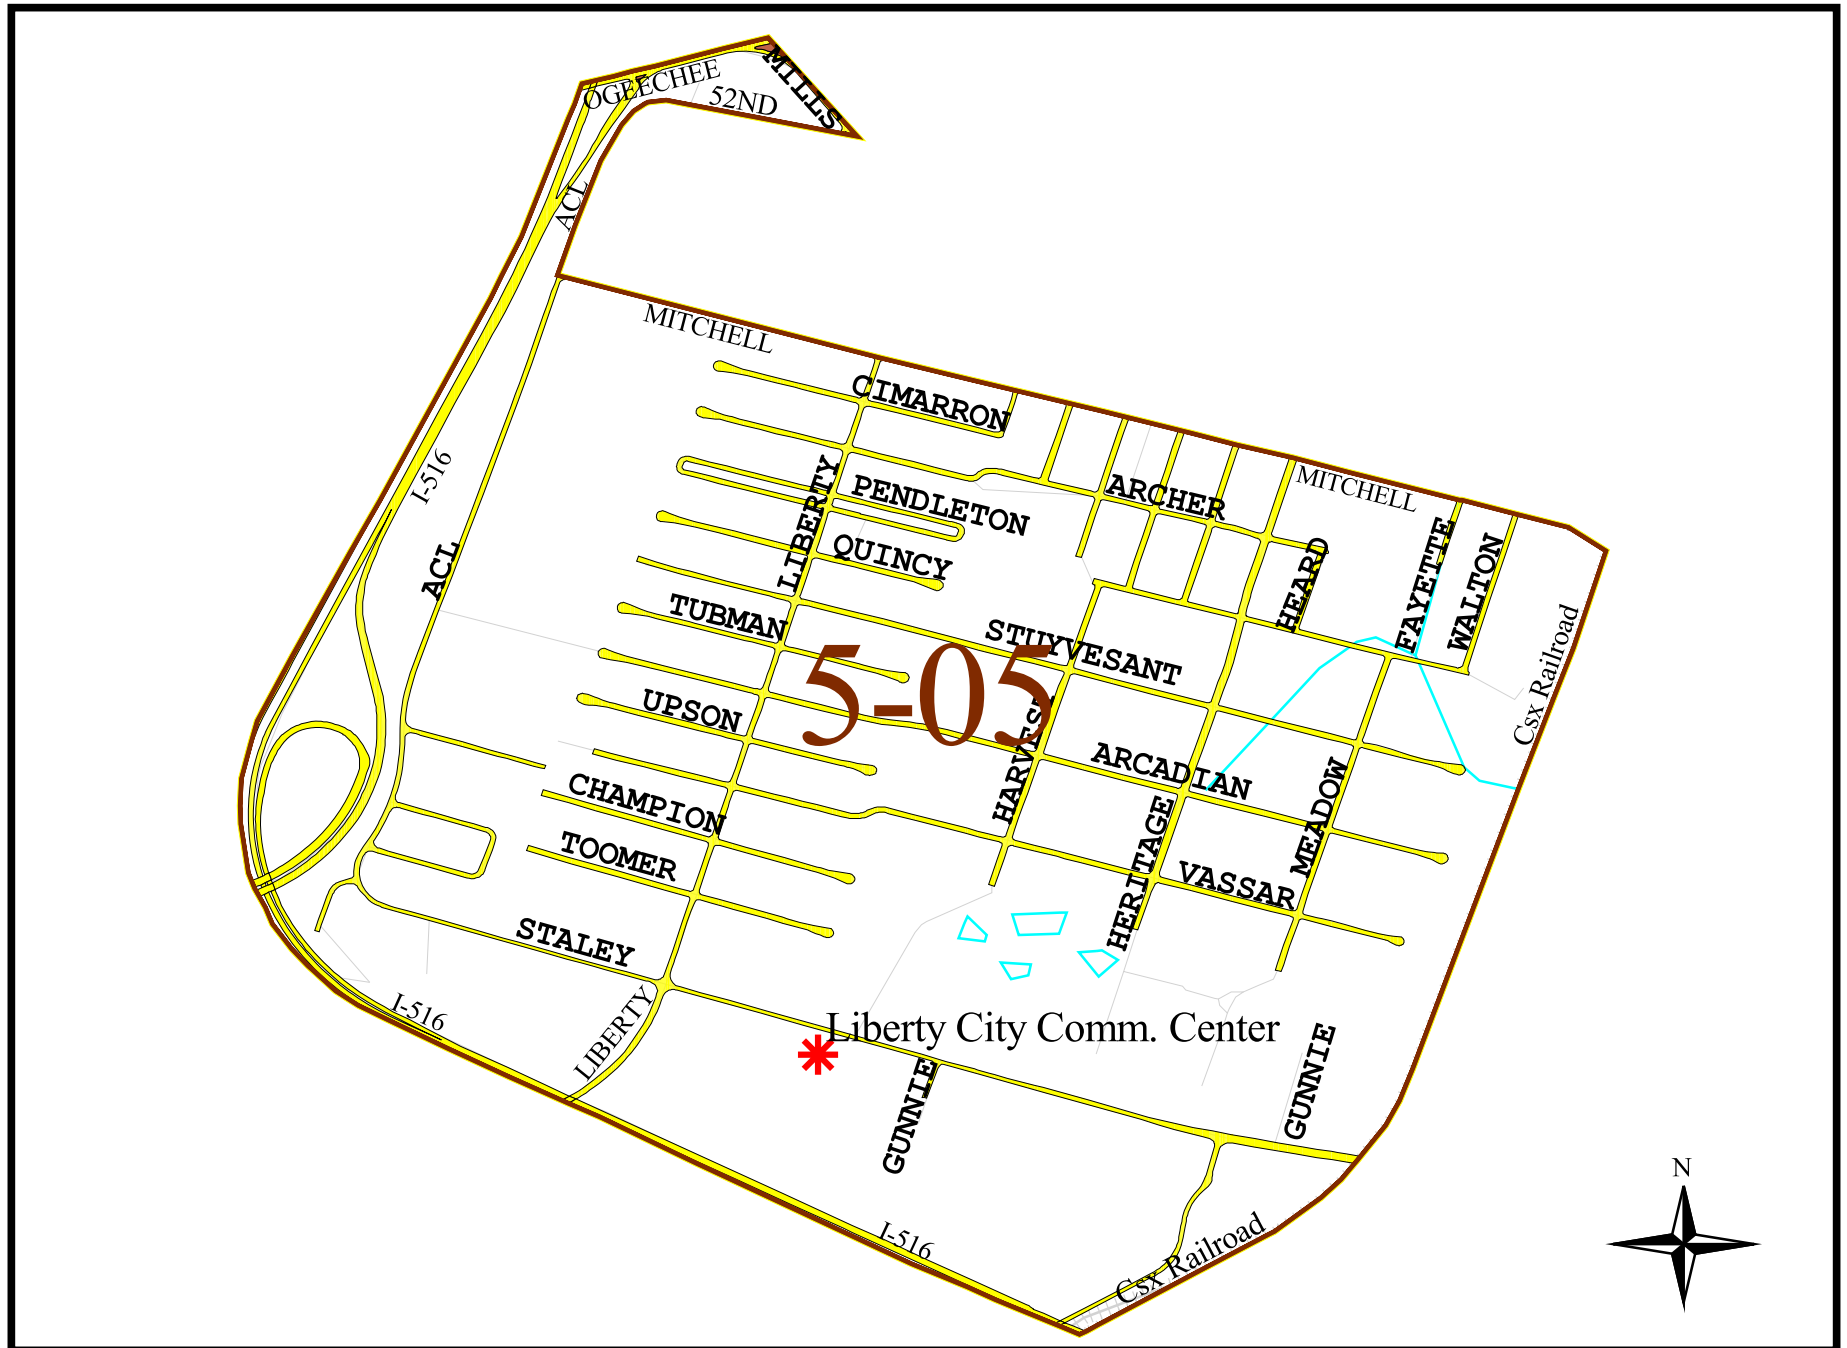 OGEECHEE
MILLS
52ND
ACL
MITCHELL
CIMARRON
I-516
ACL
LIBERTY
PENDLETON
ARCHER
MITCHELL
QUINCY
HEARD
FAYETTE
WALTON
TUBMAN
STUYVESANT
5-05
UPSON
HARVEST
ARCADIAN
Csx Railroad
CHAMPION
MEADOW
TOOMER
HERITAGE
VASSAR
STALEY
I-516
LIBERTY
Liberty City Comm. Center
GUNNIE
GUNNIE
I-516
Csx Railroad
N